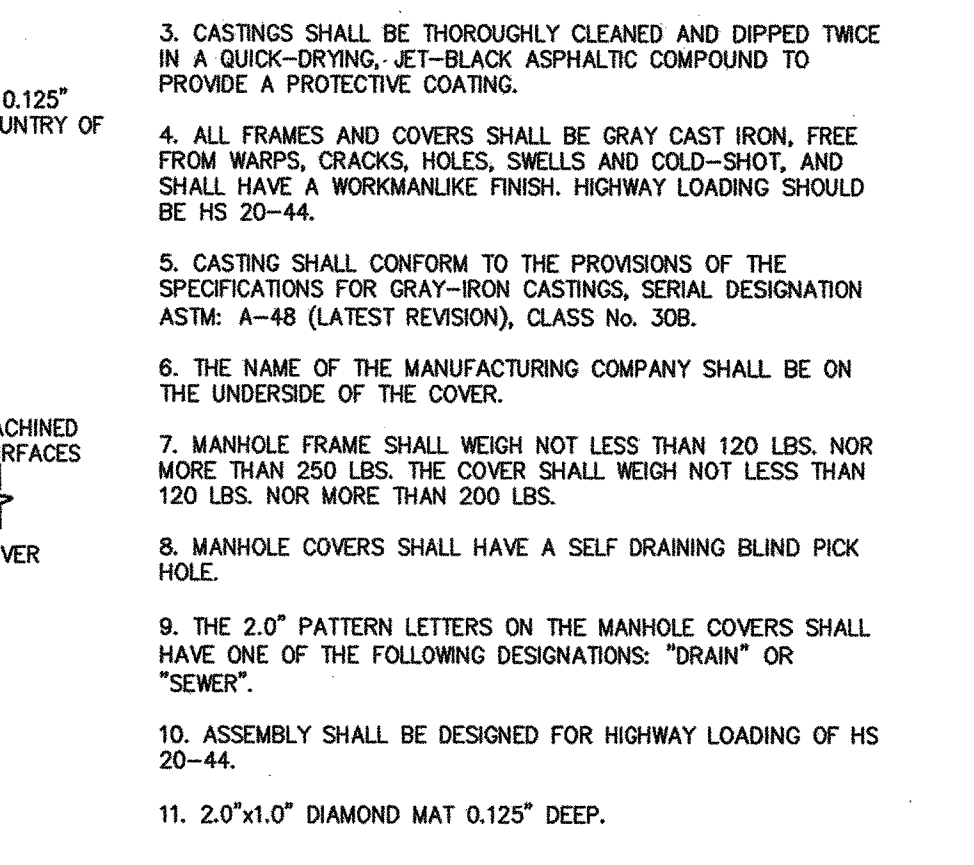 3. CASTINGS SHALL BE THOROUGHLY CLEANED AND DIPPED TWICE
IN A QUICK-DRYING, JET-BLACK ASPHALTIC COMPOUND TO
PROVIDE A PROTECTIVE COATING.
0.125"
UNTRY OF
4. ALL FRAMES AND COVERS SHALL BE GRAY CAST IRON, FREE
FROM WARPS, CRACKS, HOLES, SWELLS AND COLD-SHOT, AND
SHALL HAVE A WORKMANLIKE FINISH. HIGHWAY LOADING SHOULD
BE HS 20-44.
5. CASTING SHALL CONFORM TO THE PROVISIONS OF THE
SPECIFICATIONS FOR GRAY-IRON CASTINGS, SERIAL DESIGNATION
ASTM: A-48 (LATEST REVISION), CLASS No. 30B.
6. THE NAME OF THE MANUFACTURING COMPANY SHALL BE ON
THE UNDERSIDE OF THE COVER.
ACHINED
RFACES
7. MANHOLE FRAME SHALL WEIGH NOT LESS THAN 120 LBS. NOR
MORE THAN 250 LBS. THE COVER SHALL WEIGH NOT LESS THAN
120 LBS. NOR MORE THAN 200 LBS.
VER
8. MANHOLE COVERS SHALL HAVE A SELF DRAINING BLIND PICK
HOLE.
9. THE 2.0" PATTERN LETTERS ON THE MANHOLE COVERS SHALL
HAVE ONE OF THE FOLLOWING DESIGNATIONS: "DRAIN" OR
"SEWER".
10. ASSEMBLY SHALL BE DESIGNED FOR HIGHWAY LOADING OF HS
20-44.
11. 2.0"x1.0" DIAMOND MAT 0.125" DEEP.